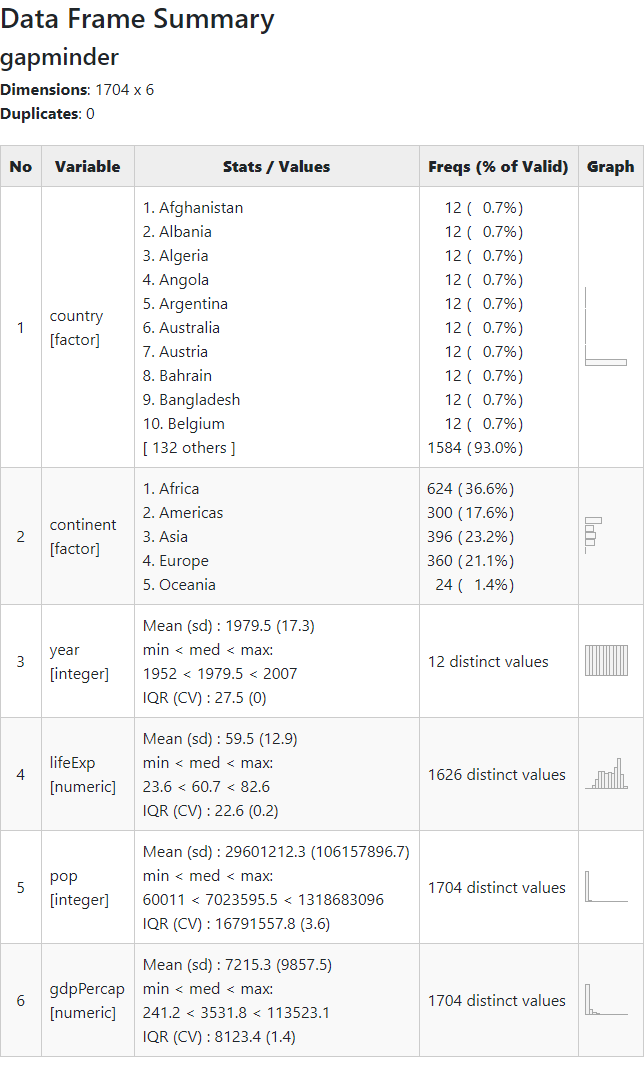 Data Frame Summary
gapminder
Dimensions: 1704 x 6
Duplicates: 0
No Variable Stats / Values Freqs (% of Valid) Graph
1
country
[factor]
1. Afghanistan
2. Albania
3. Algeria
4. Angola
5. Argentina
6. Australia
7. Austria
8. Bahrain
9. Bangladesh
10. Belgium
[ 132 others ]
12 ( 0.7%)
12 ( 0.7%)
12 ( 0.7%)
12 ( 0.7%)
12 ( 0.7%)
12 ( 0.7%)
12 ( 0.7%)
12 ( 0.7%)
12 ( 0.7%)
12 ( 0.7%)
1584 (93.0%)
2
continent
[factor]
1. Africa
2. Americas
3. Asia
4. Europe
5. Oceania
624 (36.6%)
300 (17.6%)
396 (23.2%)
360 (21.1%)
24 ( 1.4%)
3
year
[integer]
Mean (sd) : 1979.5 (17.3)
min < med < max:
1952 < 1979.5 < 2007
IQR (CV) : 27.5 (0)
12 distinct values
4
lifeExp
[numeric]
Mean (sd) : 59.5 (12.9)
min < med < max:
23.6 < 60.7 < 82.6
IQR (CV) : 22.6 (0.2)
1626 distinct values
5
pop
[integer]
Mean (sd) : 29601212.3 (106157896.7)
min < med < max:
60011 < 7023595.5 < 1318683096
IQR (CV) : 16791557.8 (3.6)
1704 distinct values
6
gdpPercap
[numeric]
Mean (sd) : 7215.3 (9857.5)
min < med < max:
241.2 < 3531.8 < 113523.1
IQR (CV) : 8123.4 (1.4)
1704 distinct values